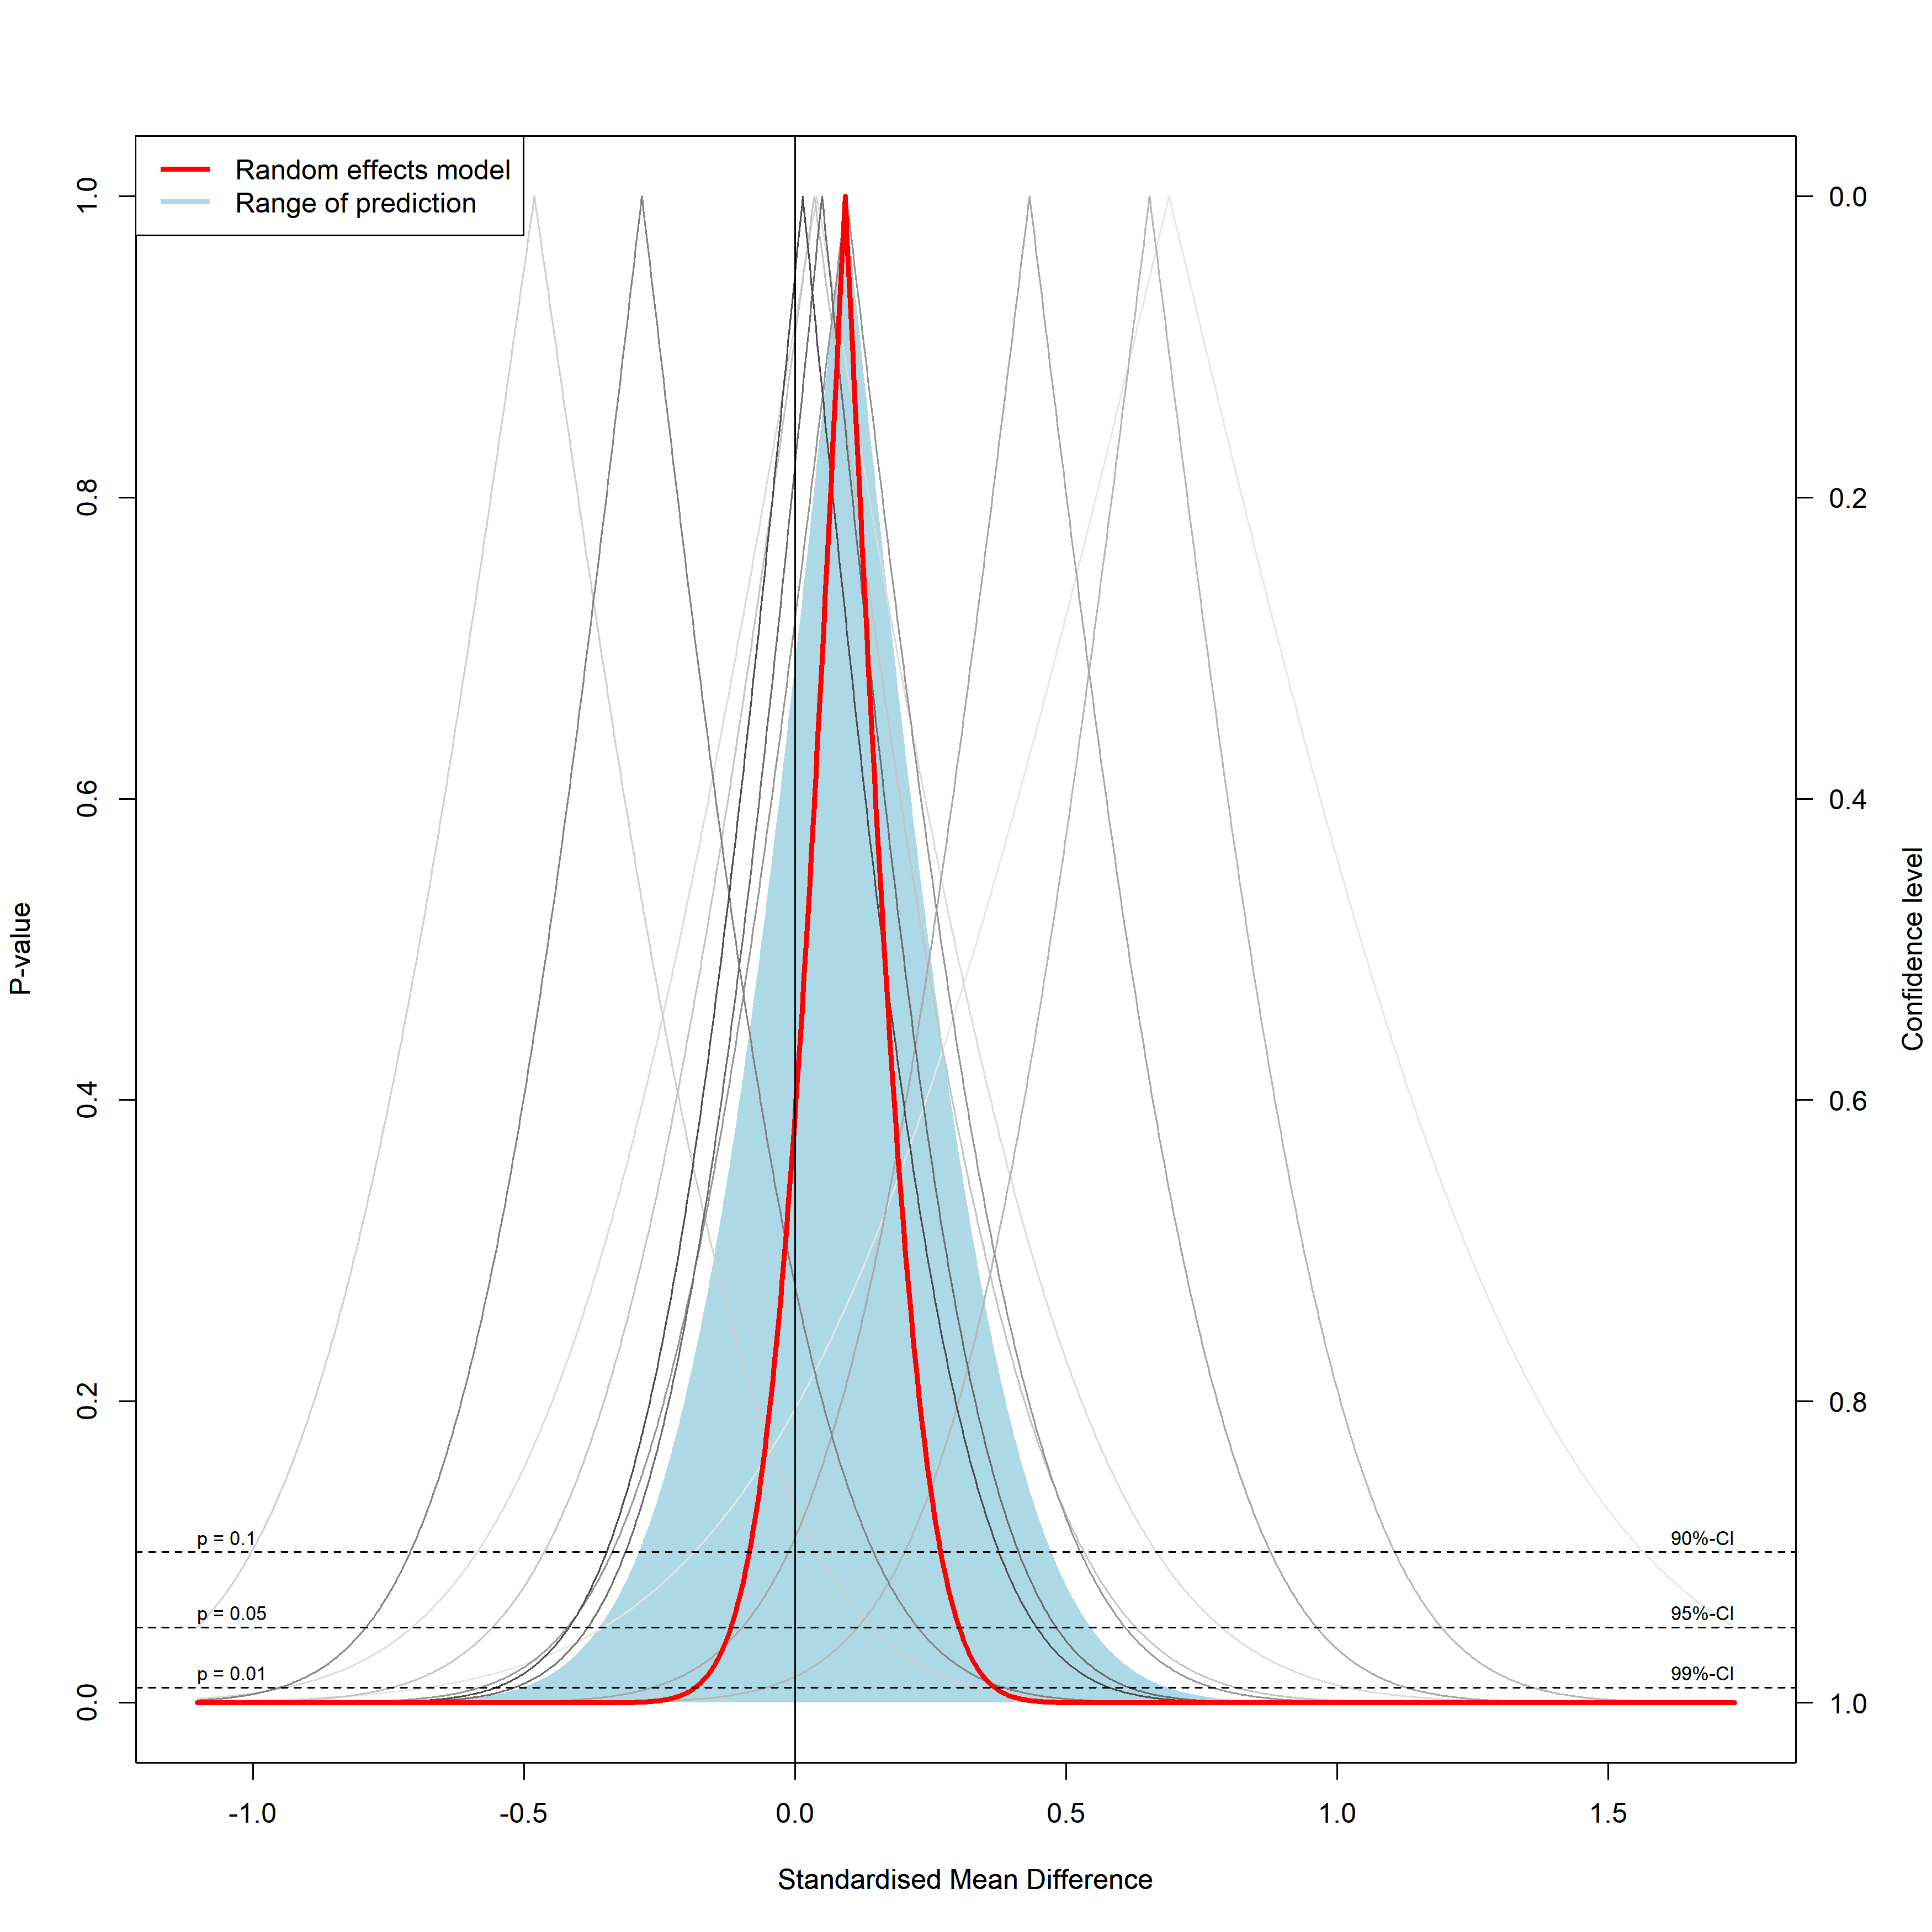 Random effects model
Range of prediction
1.0
0.8
0.6
0.4
0.2
0.0
P-value
0.0
0.2
0.4
0.6
0.8
1.0
Confidence level
p = 0.1
90%-CI
p = 0.05
95%-CI
p = 0.01
99%-CI
-1.0
-0.5
0.0
0.5
1.0
1.5
Standardised Mean Difference